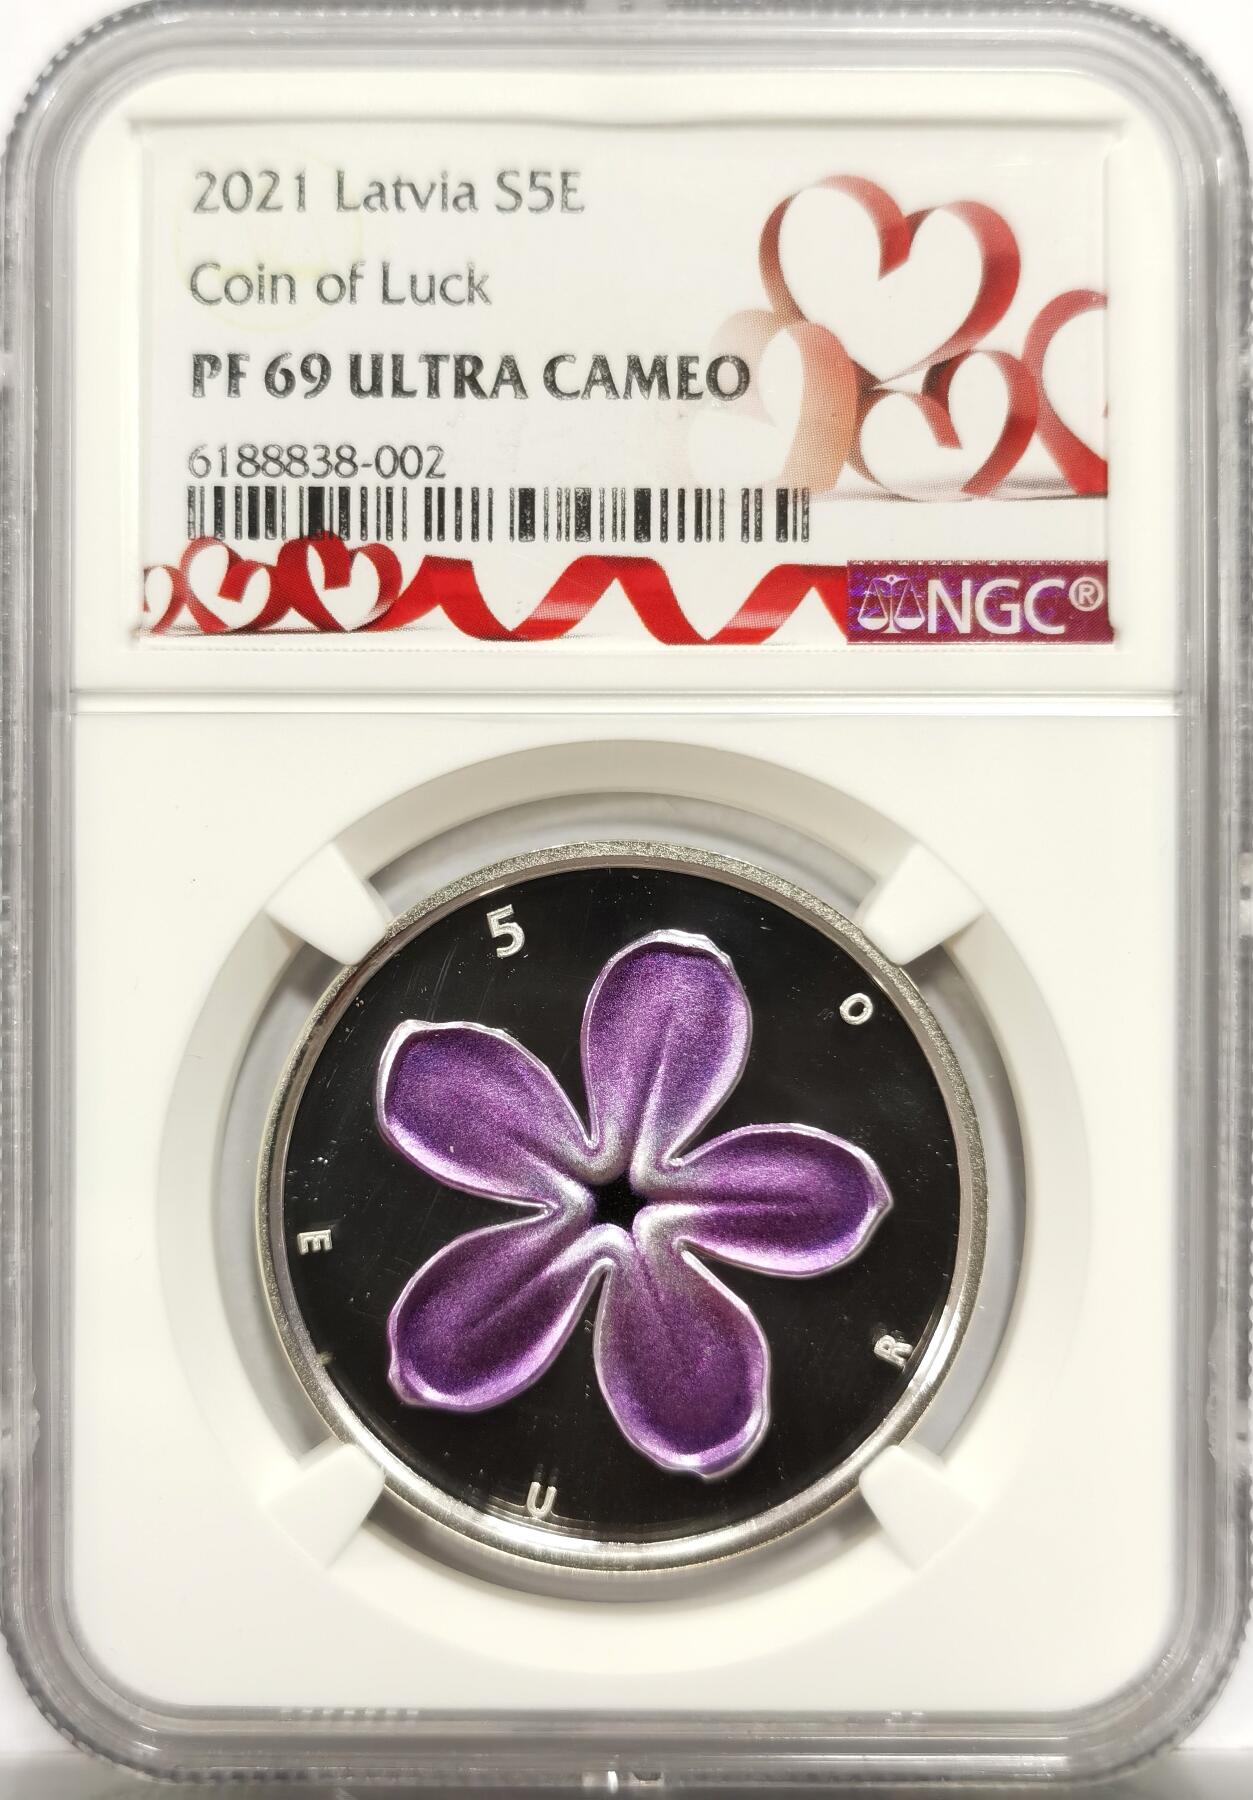 2021 Latvia S5E
Coin of Luck
PF 69 ULTRA CAMEO
6188838-002
NGC®
5
E U R O